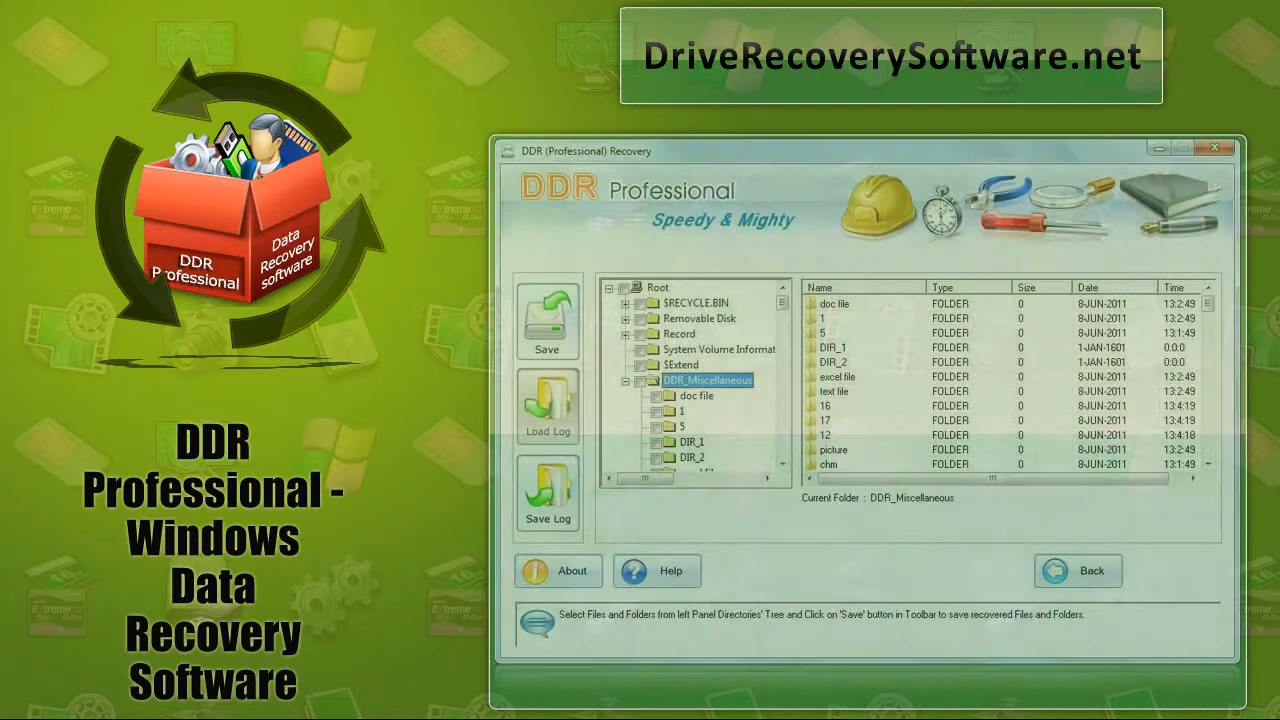 DriveRecoverySoftware.net
DDR
Professional
Data
Recovery
software
DDR
Professional -
Windows
Data
Recovery
Software
DDR (Professional) Recovery
DDR Professional
Speedy & Mighty
Save
Load Log
Save Log
Root
$RECYCLE.BIN
Removable Disk
Record
System Volume Informat
$Extend
DDR_Miscellaneous
doc file
1
5
DIR_1
DIR_2
Name Type Size Date Time
doc file FOLDER 0 8-JUN-2011 13:2:49
1 FOLDER 0 8-JUN-2011 13:2:49
5 FOLDER 0 8-JUN-2011 13:1:49
DIR_1 FOLDER 0 1-JAN-1601 0:0:0
DIR_2 FOLDER 0 1-JAN-1601 0:0:0
excel file FOLDER 0 8-JUN-2011 13:2:49
text file FOLDER 0 8-JUN-2011 13:2:49
16 FOLDER 0 8-JUN-2011 13:4:19
17 FOLDER 0 8-JUN-2011 13:4:19
12 FOLDER 0 8-JUN-2011 13:4:18
picture FOLDER 0 8-JUN-2011 13:2:49
chm FOLDER 0 8-JUN-2011 13:1:49
Current Folder : DDR_Miscellaneous
About
Help
Back
Select Files and Folders from left Panel Directories' Tree and Click on 'Save' button in Toolbar to save recovered Files and Folders.